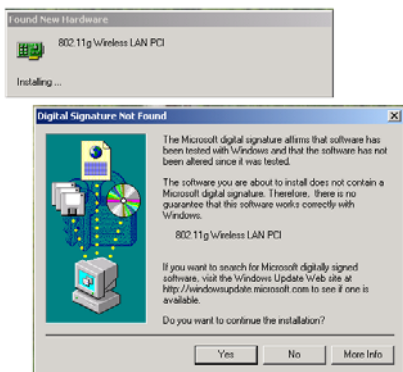 Found New Hardware
802.11g Wireless LAN PCI
Installing ...
Digital Signature Not Found
The Microsoft digital signature affirms that software has
been tested with Windows and that the software has not
been altered since it was tested.
The software you are about to install does not contain a
Microsoft digital signature. Therefore, there is no
guarantee that this software works correctly with
Windows.
802.11g Wireless LAN PCI
If you want to search for Microsoft digitally signed
software, visit the Windows Update Web site at
http://windowsupdate.microsoft.com to see if one is
available.
Do you want to continue the installation?
Yes No More Info